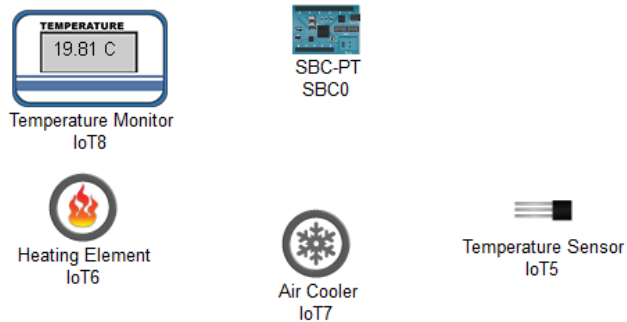 TEMPERATURE
19.81 C
Temperature Monitor
IoT8
SBC-PT
SBC0
Heating Element
IoT6
Air Cooler
IoT7
Temperature Sensor
IoT5